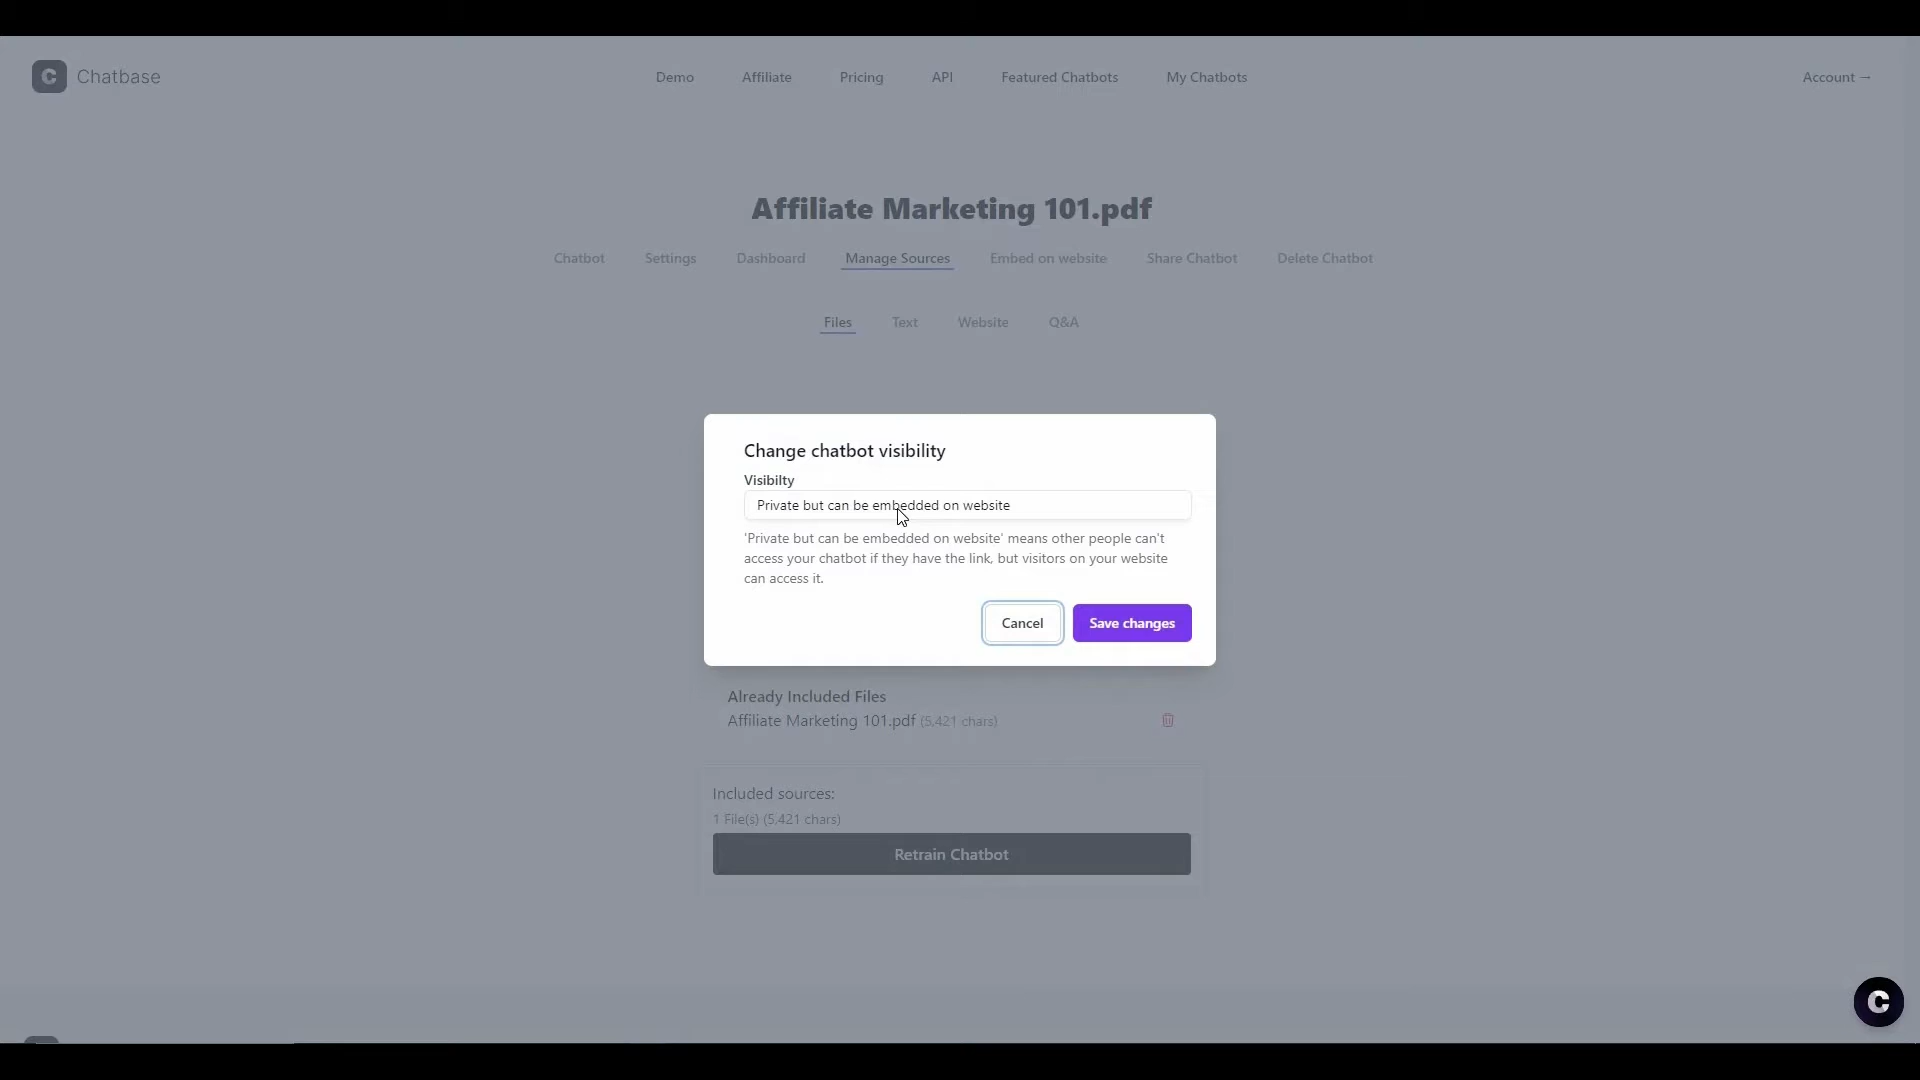 C Chatbase
Demo Affiliate Pricing API Featured Chatbots My Chatbots
Account →
Affiliate Marketing 101.pdf
Chatbot Settings Dashboard Manage Sources Embed on website Share Chatbot Delete Chatbot
Files Text Website Q&A
Change chatbot visibility
Visibilty
Private but can be embedded on website
'Private but can be embedded on website' means other people can't
access your chatbot if they have the link, but visitors on your website
can access it.
Cancel Save changes
Already Included Files
Affiliate Marketing 101.pdf (5,421 chars)
Included sources:
1 File(s) (5,421 chars)
Retrain Chatbot
C